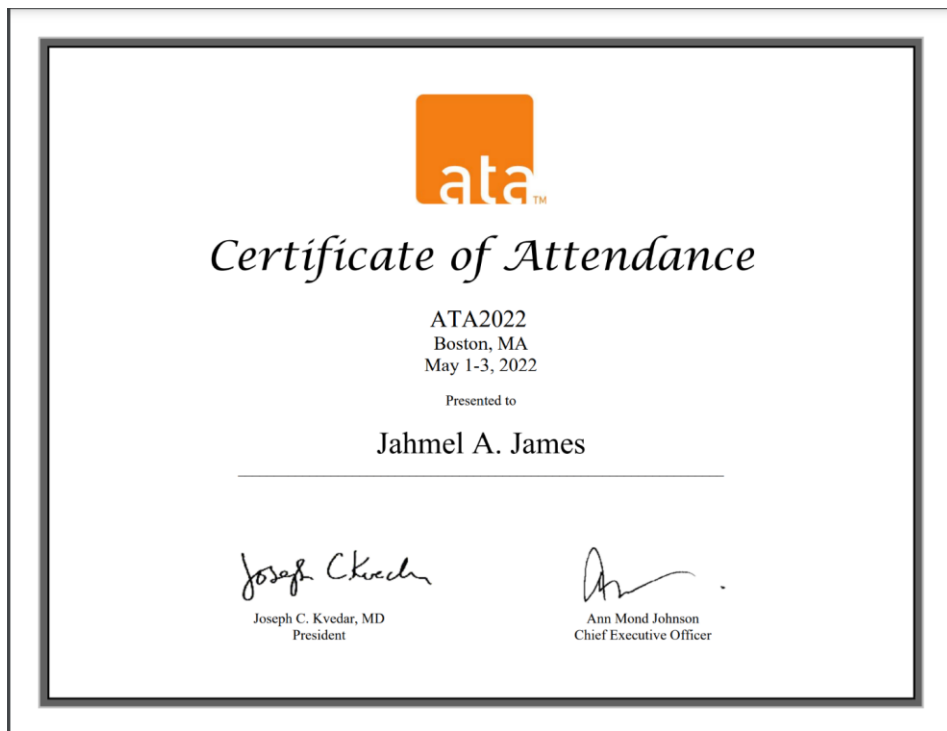 ata™
Certificate of Attendance
ATA2022
Boston, MA
May 1-3, 2022
Presented to
Jahmel A. James
Joseph C Kvedar
Joseph C. Kvedar, MD
President
Ann Mond Johnson
Chief Executive Officer